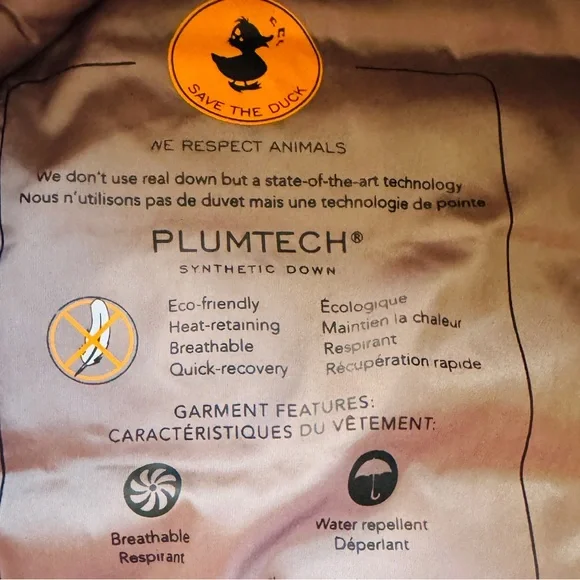 SAVE THE DUCK
WE RESPECT ANIMALS
We don't use real down but a state-of-the-art technology
Nous n'utilisons pas de duvet mais une technologie de pointe
PLUMTECH®
SYNTHETIC DOWN
Eco-friendly Écologique
Heat-retaining Maintien la chaleur
Breathable Respirant
Quick-recovery Récupération rapide
GARMENT FEATURES:
CARACTÉRISTIQUES DU VÊTEMENT:
Breathable Water repellent
Respirant Déperlant